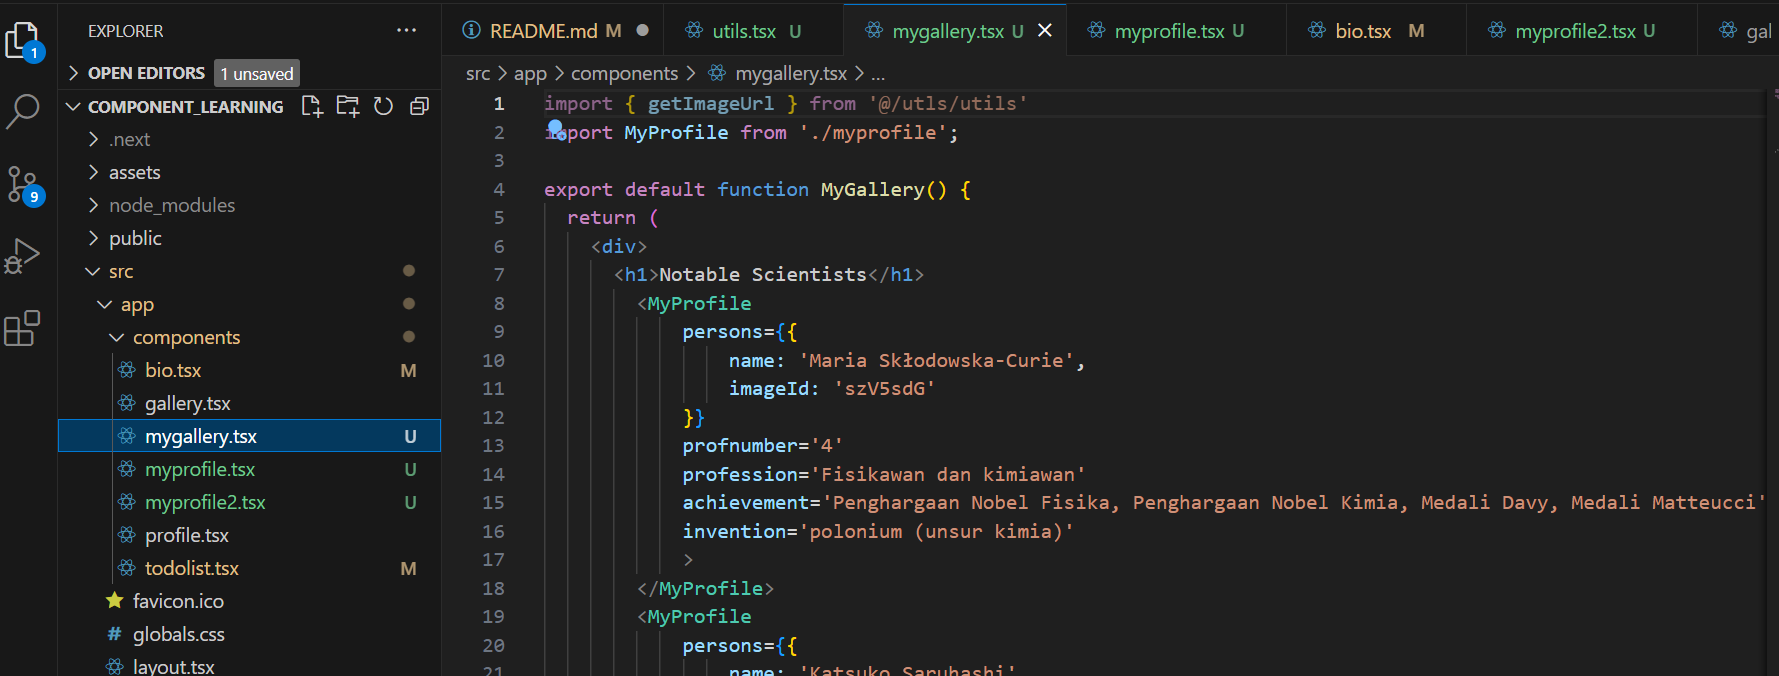 EXPLORER ...
OPEN EDITORS 1 unsaved
COMPONENT_LEARNING
.next
assets
node_modules
public
src
app
components
bio.tsx M
gallery.tsx
mygallery.tsx U
myprofile.tsx U
myprofile2.tsx U
profile.tsx
todolist.tsx M
favicon.ico
# globals.css
layout.tsx
1
9
README.md M
utils.tsx U
mygallery.tsx U
myprofile.tsx U
bio.tsx M
myprofile2.tsx U
gal
src > app > components > mygallery.tsx > ...
1 import { getImageUrl } from '@/utls/utils'
2 import MyProfile from './myprofile';
3
4 export default function MyGallery() {
5 return (
6 <div>
7 <h1>Notable Scientists</h1>
8 <MyProfile
9 persons={{
10 name: 'Maria Skłodowska-Curie',
11 imageId: 'szV5sdG'
12 }}
13 profnumber='4'
14 profession='Fisikawan dan kimiawan'
15 achievement='Penghargaan Nobel Fisika, Penghargaan Nobel Kimia, Medali Davy, Medali Matteucci'
16 invention='polonium (unsur kimia)'
17 >
18 </MyProfile>
19 <MyProfile
20 persons={{
21 name: 'Katsuko Saruhashi'